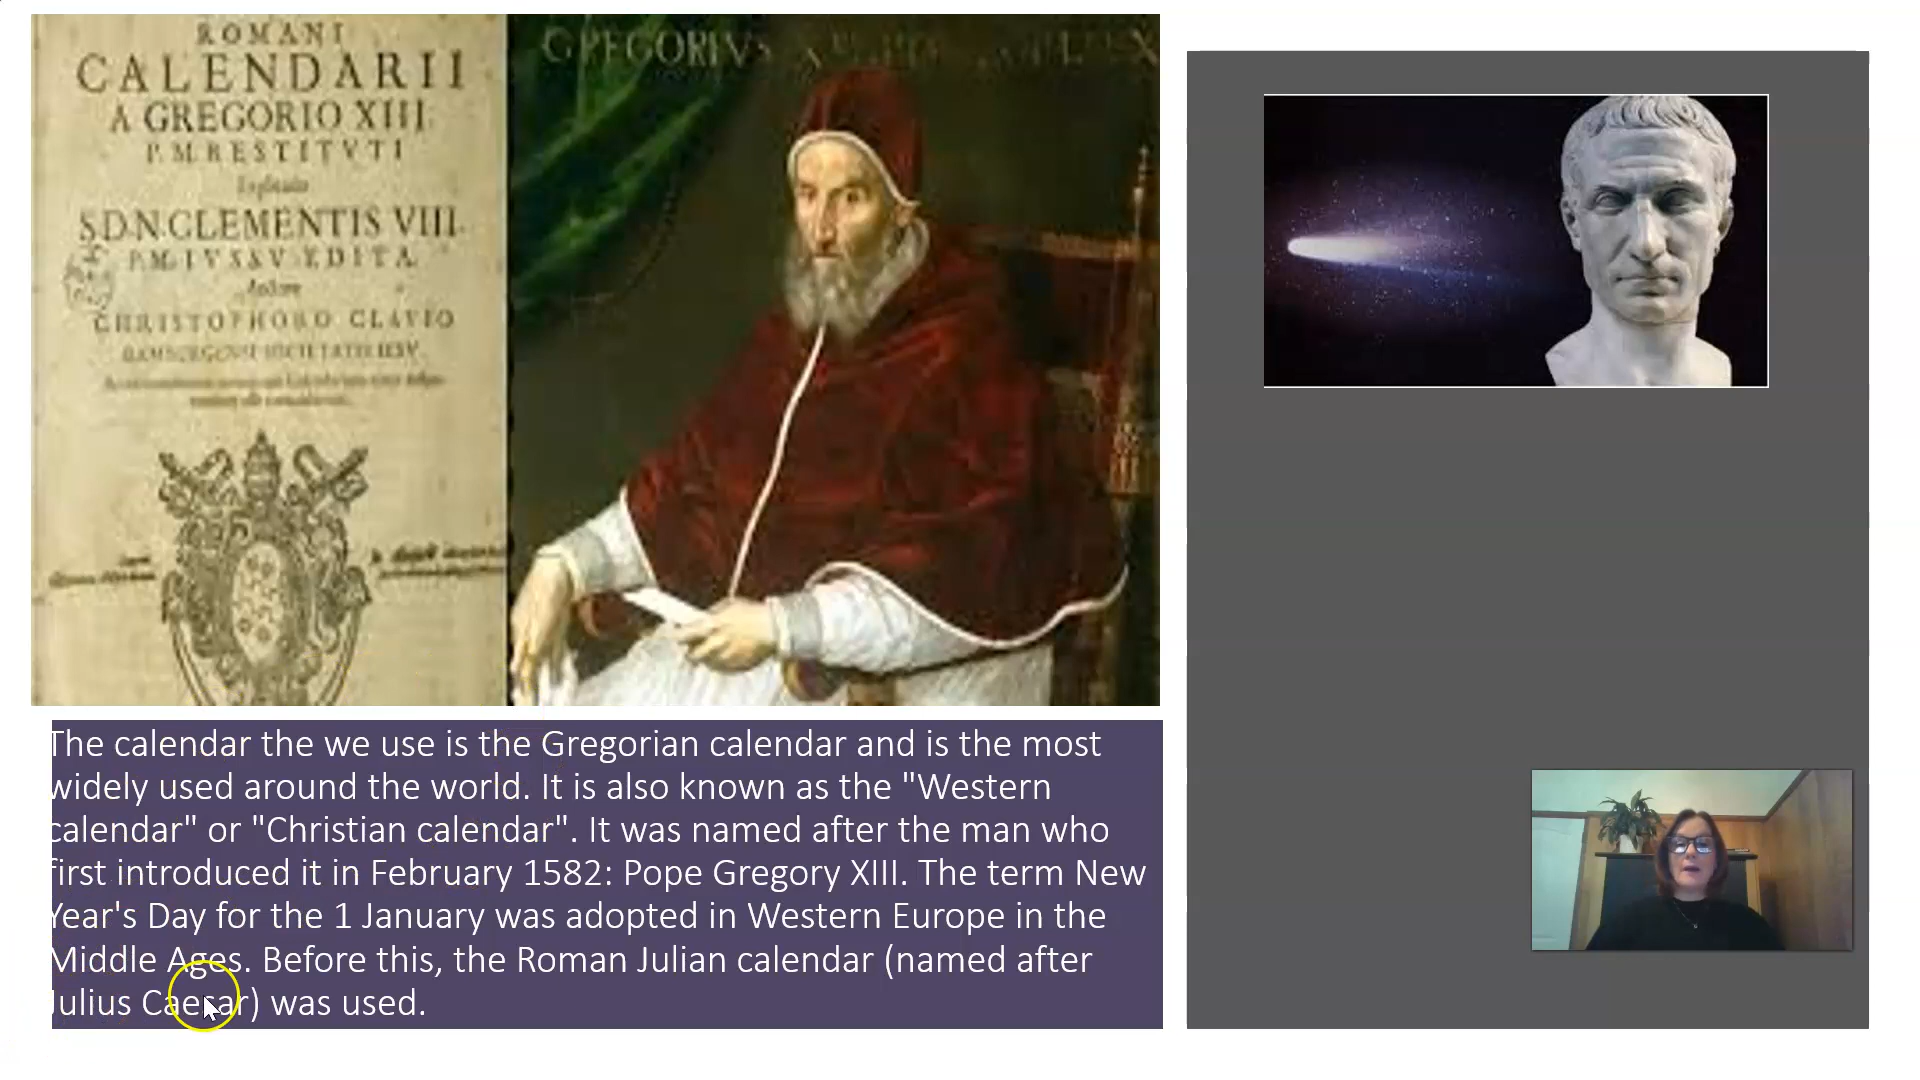 ROMANI
CALENDARII
A GREGORIO XIII.
P. M. RESTITVTI
S.D.N. CLEMENTIS VIII.
P. M. IVSSV EDITA
CHRISTOPHORO CLAVIO
GREGORIVS
The calendar the we use is the Gregorian calendar and is the most
widely used around the world. It is also known as the "Western
calendar" or "Christian calendar". It was named after the man who
first introduced it in February 1582: Pope Gregory XIII. The term New
Year's Day for the 1 January was adopted in Western Europe in the
Middle Ages. Before this, the Roman Julian calendar (named after
Julius Caesar) was used.